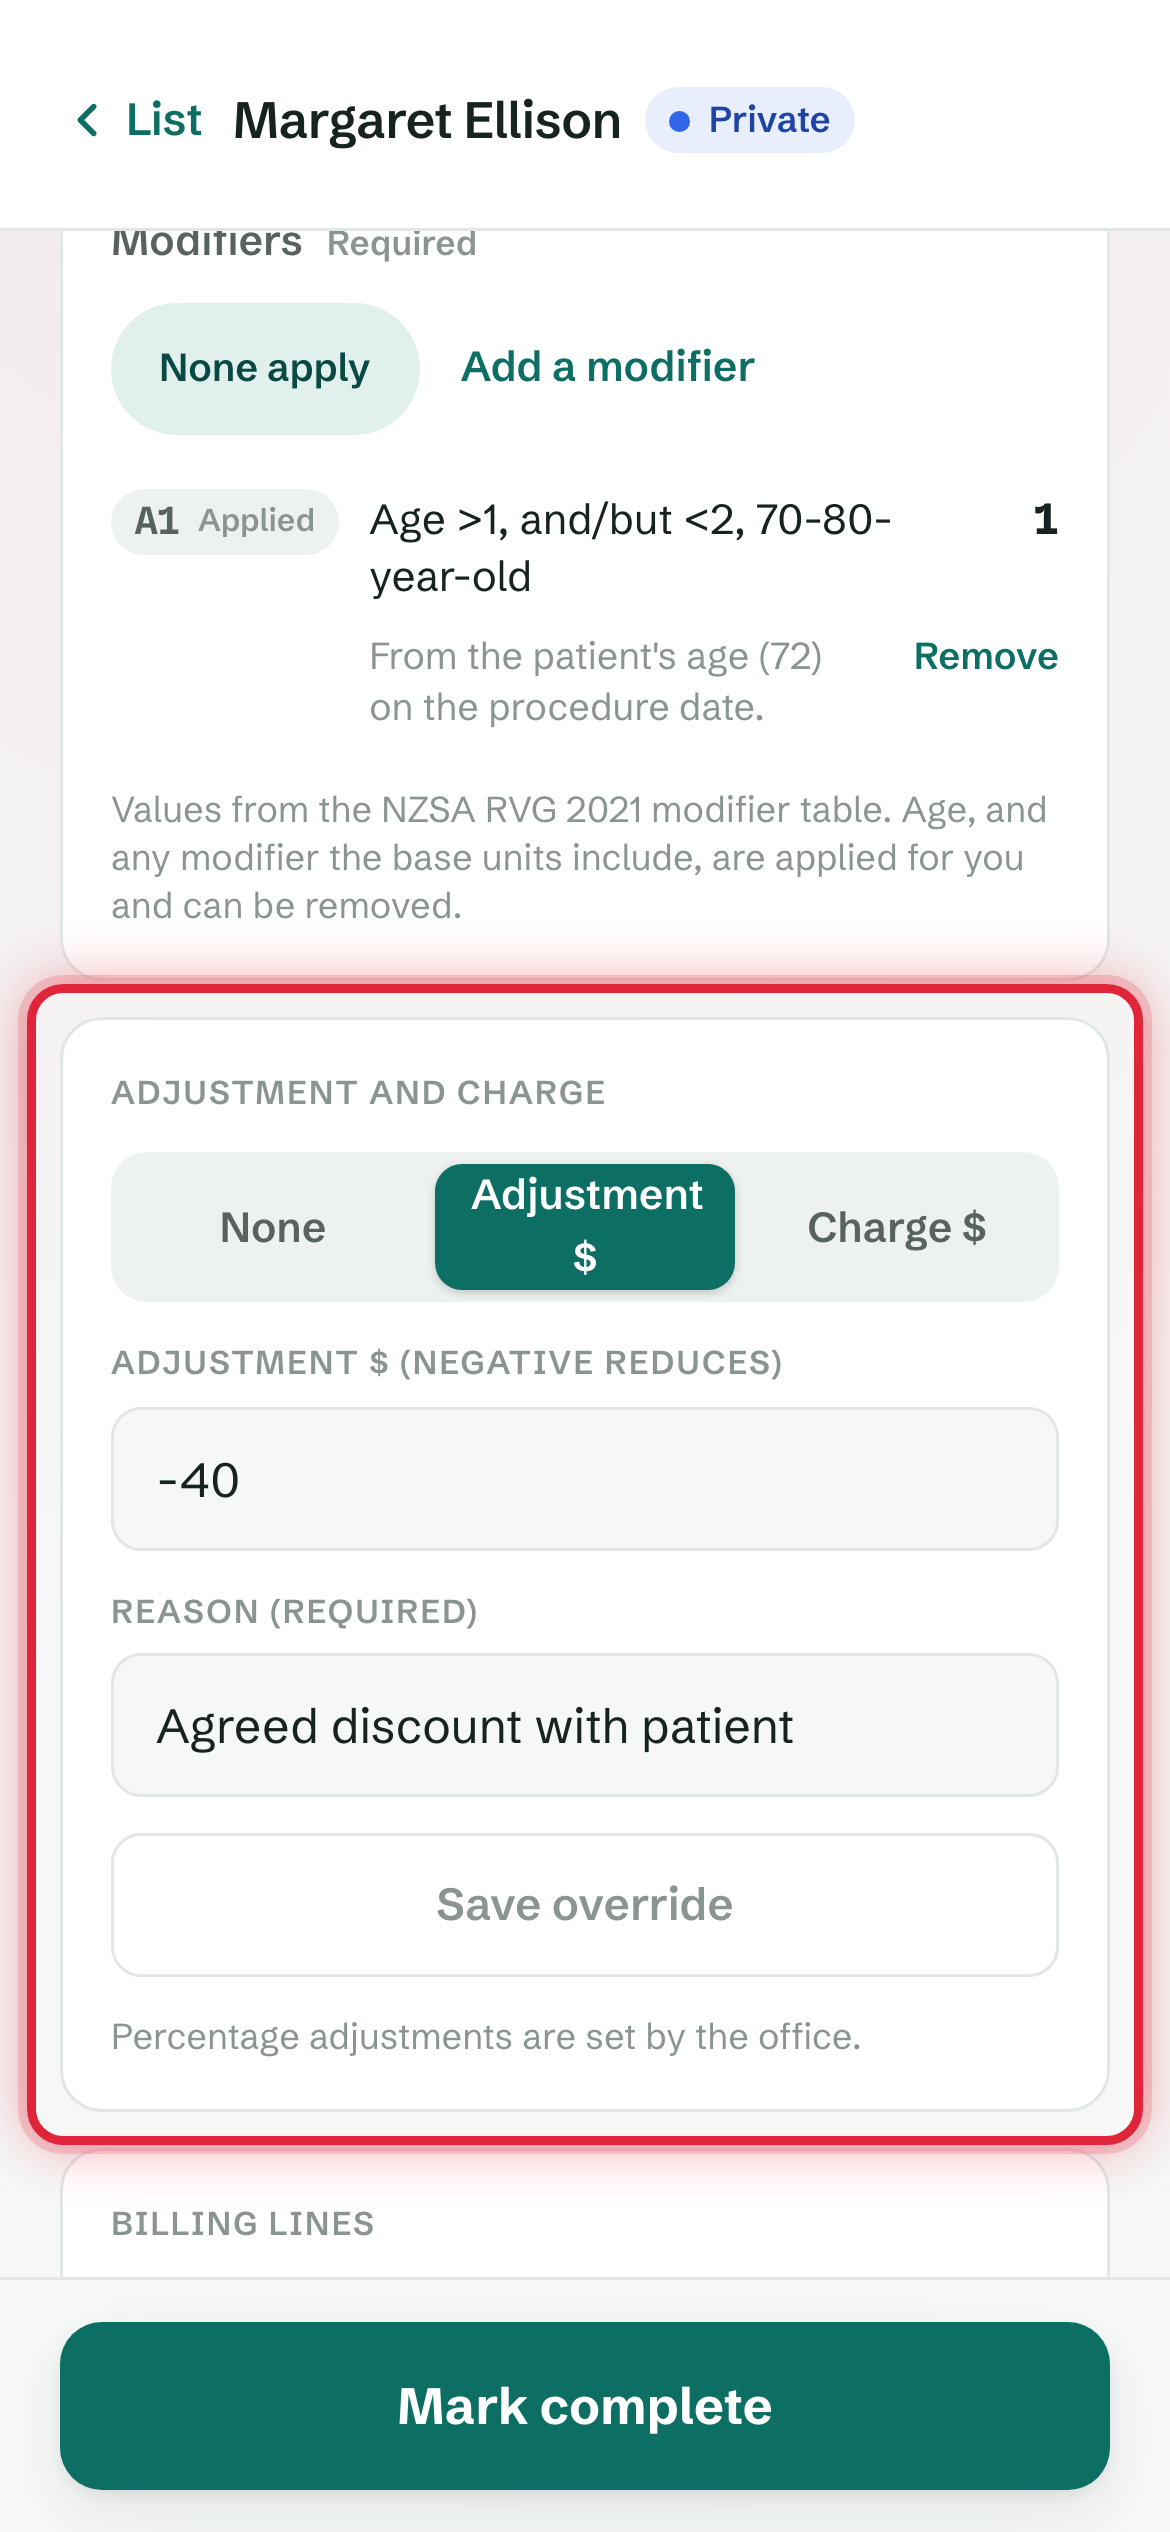 List Margaret Ellison Private
Modifiers Required
None apply Add a modifier
A1 Applied Age >1, and/but <2, 70-80- 1
year-old
From the patient's age (72) Remove
on the procedure date.
Values from the NZSA RVG 2021 modifier table. Age, and
any modifier the base units include, are applied for you
and can be removed.
ADJUSTMENT AND CHARGE
None Adjustment $ Charge $
ADJUSTMENT $ (NEGATIVE REDUCES)
-40
REASON (REQUIRED)
Agreed discount with patient
Save override
Percentage adjustments are set by the office.
BILLING LINES
Mark complete